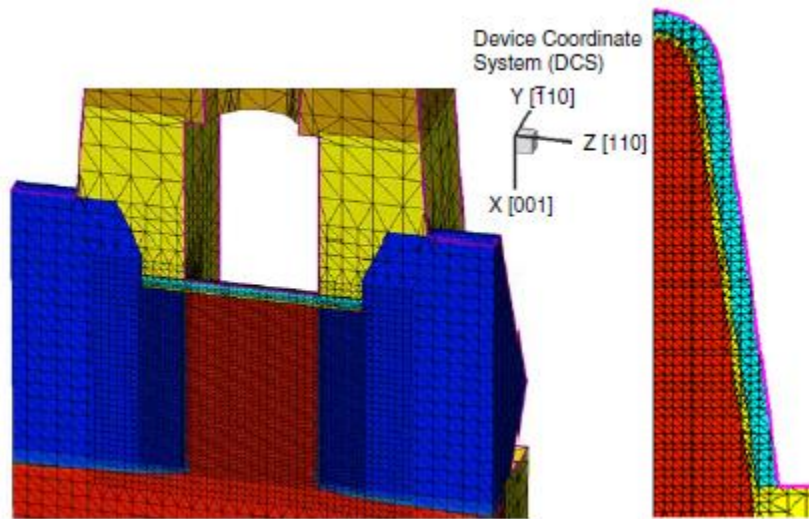 Device Coordinate
System (DCS)
Y [1̄10]
Z [110]
X [001]